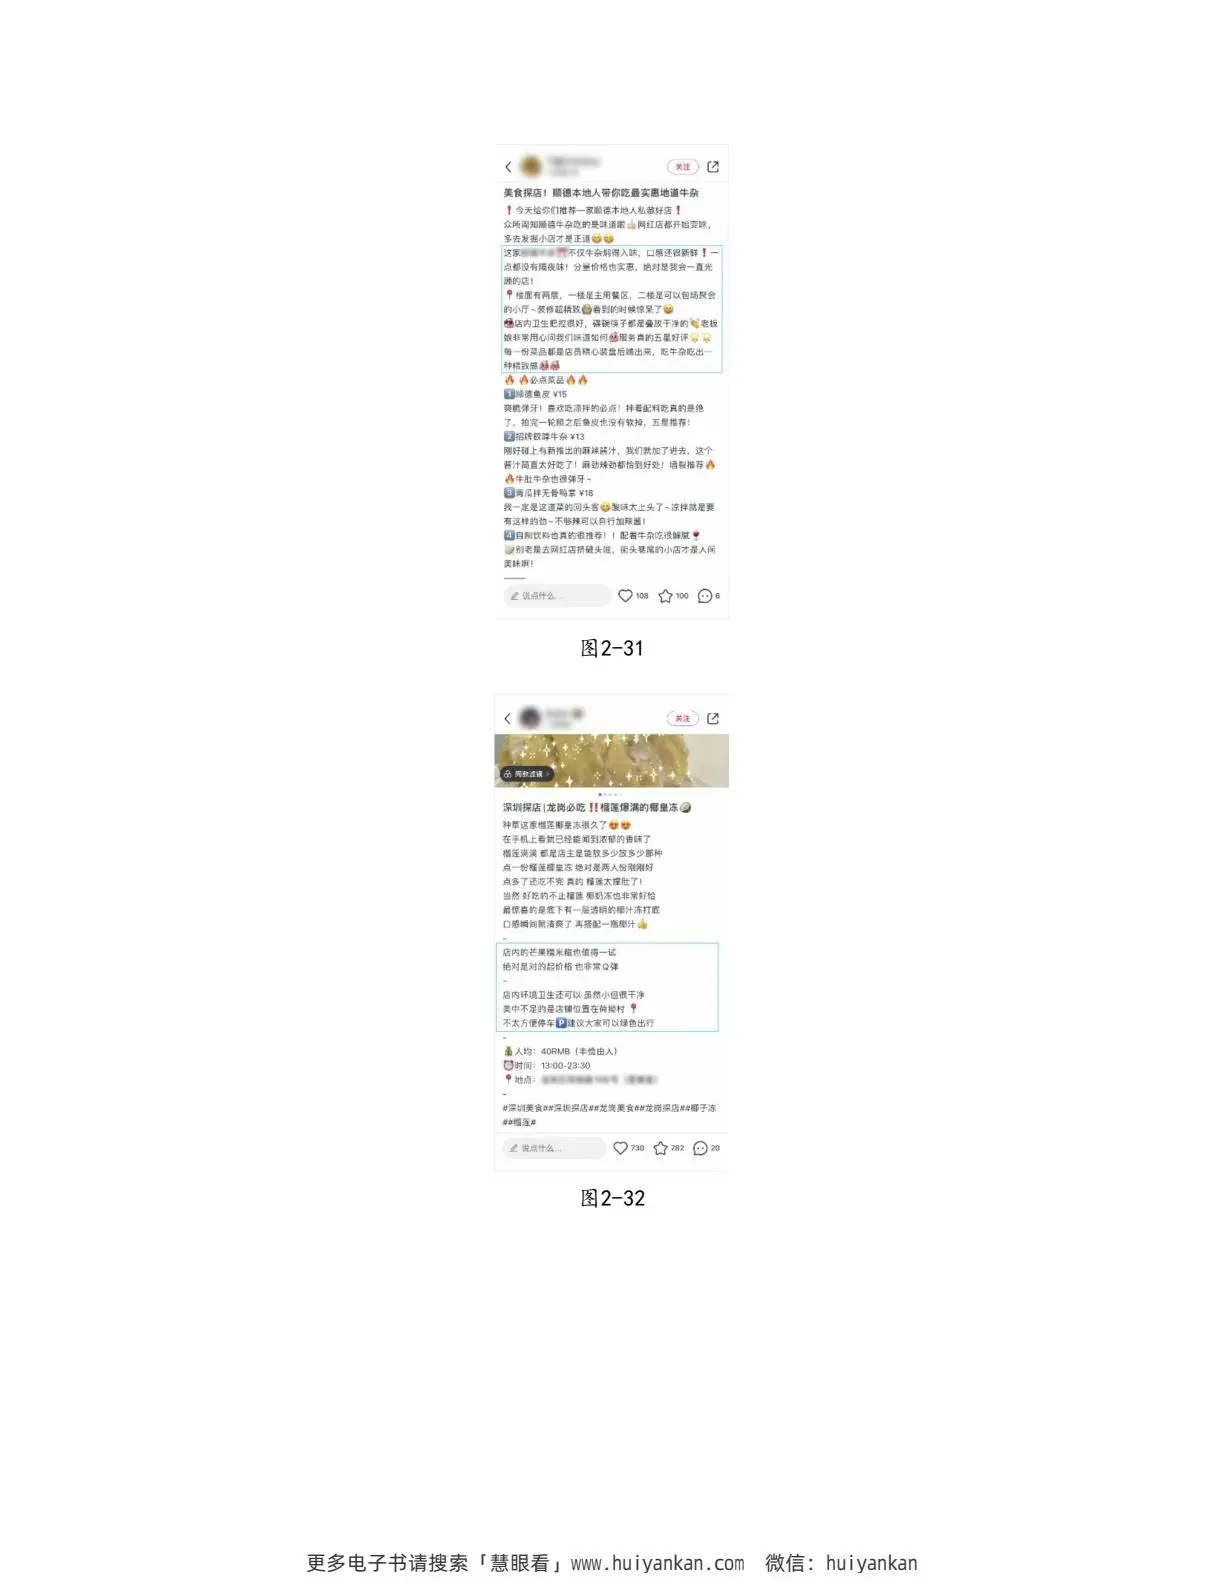 关注
美食探店！顺德本地人带你吃最实惠地道牛杂
❗今天给你们推荐一家顺德本地人私藏好店❗
众所周知顺德牛杂吃的是味道呢👍🏻网红店都开始变味，
多去发掘小店才是正道😋😋
这家 不仅牛杂焖得入味，口感还很新鲜❗一
点都没有隔夜味！分量价格也实惠，绝对是我会一直光
顾的店！
📍楼面有两层，一楼是主用餐区，二楼是可以包场聚会
的小厅~装修超精致 看到的时候惊呆了
店内卫生把控很好，碟碗筷子都是叠放干净的 老板
娘非常用心问我们味道如何 服务真的五星好评
每一份菜品都是店员精心装盘后端出来，吃牛杂吃出一
种精致感
🔥 🔥必点菜品🔥🔥
1️⃣顺德鱼皮 ¥15
爽脆弹牙！喜欢吃凉拌的必点！拌着配料吃真的是绝
了，拍完一轮照之后鱼皮也没有软掉，五星推荐！
2️⃣招牌 牛杂 ¥13
刚好碰上有新推出的麻辣酱汁，我们就加了进去，这个
酱汁简直太好吃了！麻劲辣劲都恰到好处！墙裂推荐🔥
🔥牛肚牛杂也很弹牙~
3️⃣青瓜拌无骨鸭掌 ¥18
我一定是这道菜的回头客😋酸味太上头了~凉拌就是要
有这样的劲~不够辣可以自行加辣酱！
4️⃣自制饮料也真的很推荐！！配着牛杂吃很解腻🍷
📝别老是去网红店挤破头啦，街头巷尾的小店才是人间
美味啊！
说点什么... 108 100 6
图2-31
关注
同款滤镜 >
深圳探店|龙岗必吃‼️榴莲爆满的椰皇冻🥥
种草这家榴莲椰皇冻很久了😍😍
在手机上看就已经能闻到浓郁的香味了
榴莲满满 都是店主是能放多少放多少那种
点一份榴莲椰皇冻 绝对是两人份刚刚好
点多了还吃不完 真的 榴莲太撑肚了！
当然 好吃的不止榴莲 椰奶冻也非常好恰
最惊喜的是底下有一层透明的椰汁冻打底
口感瞬间就清爽了 再搭配一瓶椰汁👍
-
店内的芒果糯米糍也值得一试
绝对是对的起价格 也非常Q弹
-
店内环境卫生还可以 虽然小但很干净
美中不足的是店铺位置在荷坳村 📍
不太方便停车🅿️建议大家可以绿色出行
-
💰人均：40RMB（丰俭由人）
⏰时间：13:00-23:30
📍地点：
-
#深圳美食##深圳探店##龙岗美食##龙岗探店##椰子冻
##榴莲#
说点什么... 730 782 20
图2-32
更多电子书请搜索「慧眼看」www.huiyankan.com 微信：huiyankan